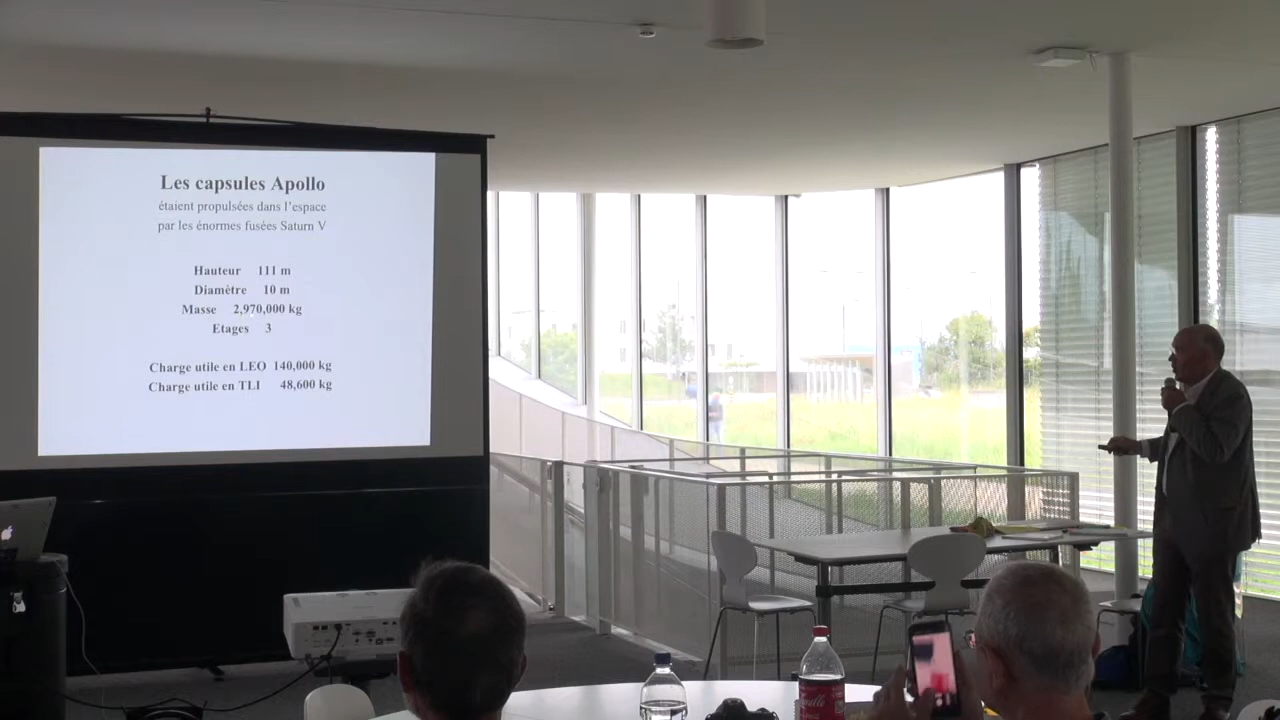 Les capsules Apollo
étaient propulsées dans l'espace
par les énormes fusées Saturn V
Hauteur 111 m
Diamètre 10 m
Masse 2,970,000 kg
Etages 3
Charge utile en LEO 140,000 kg
Charge utile en TLI 48,600 kg